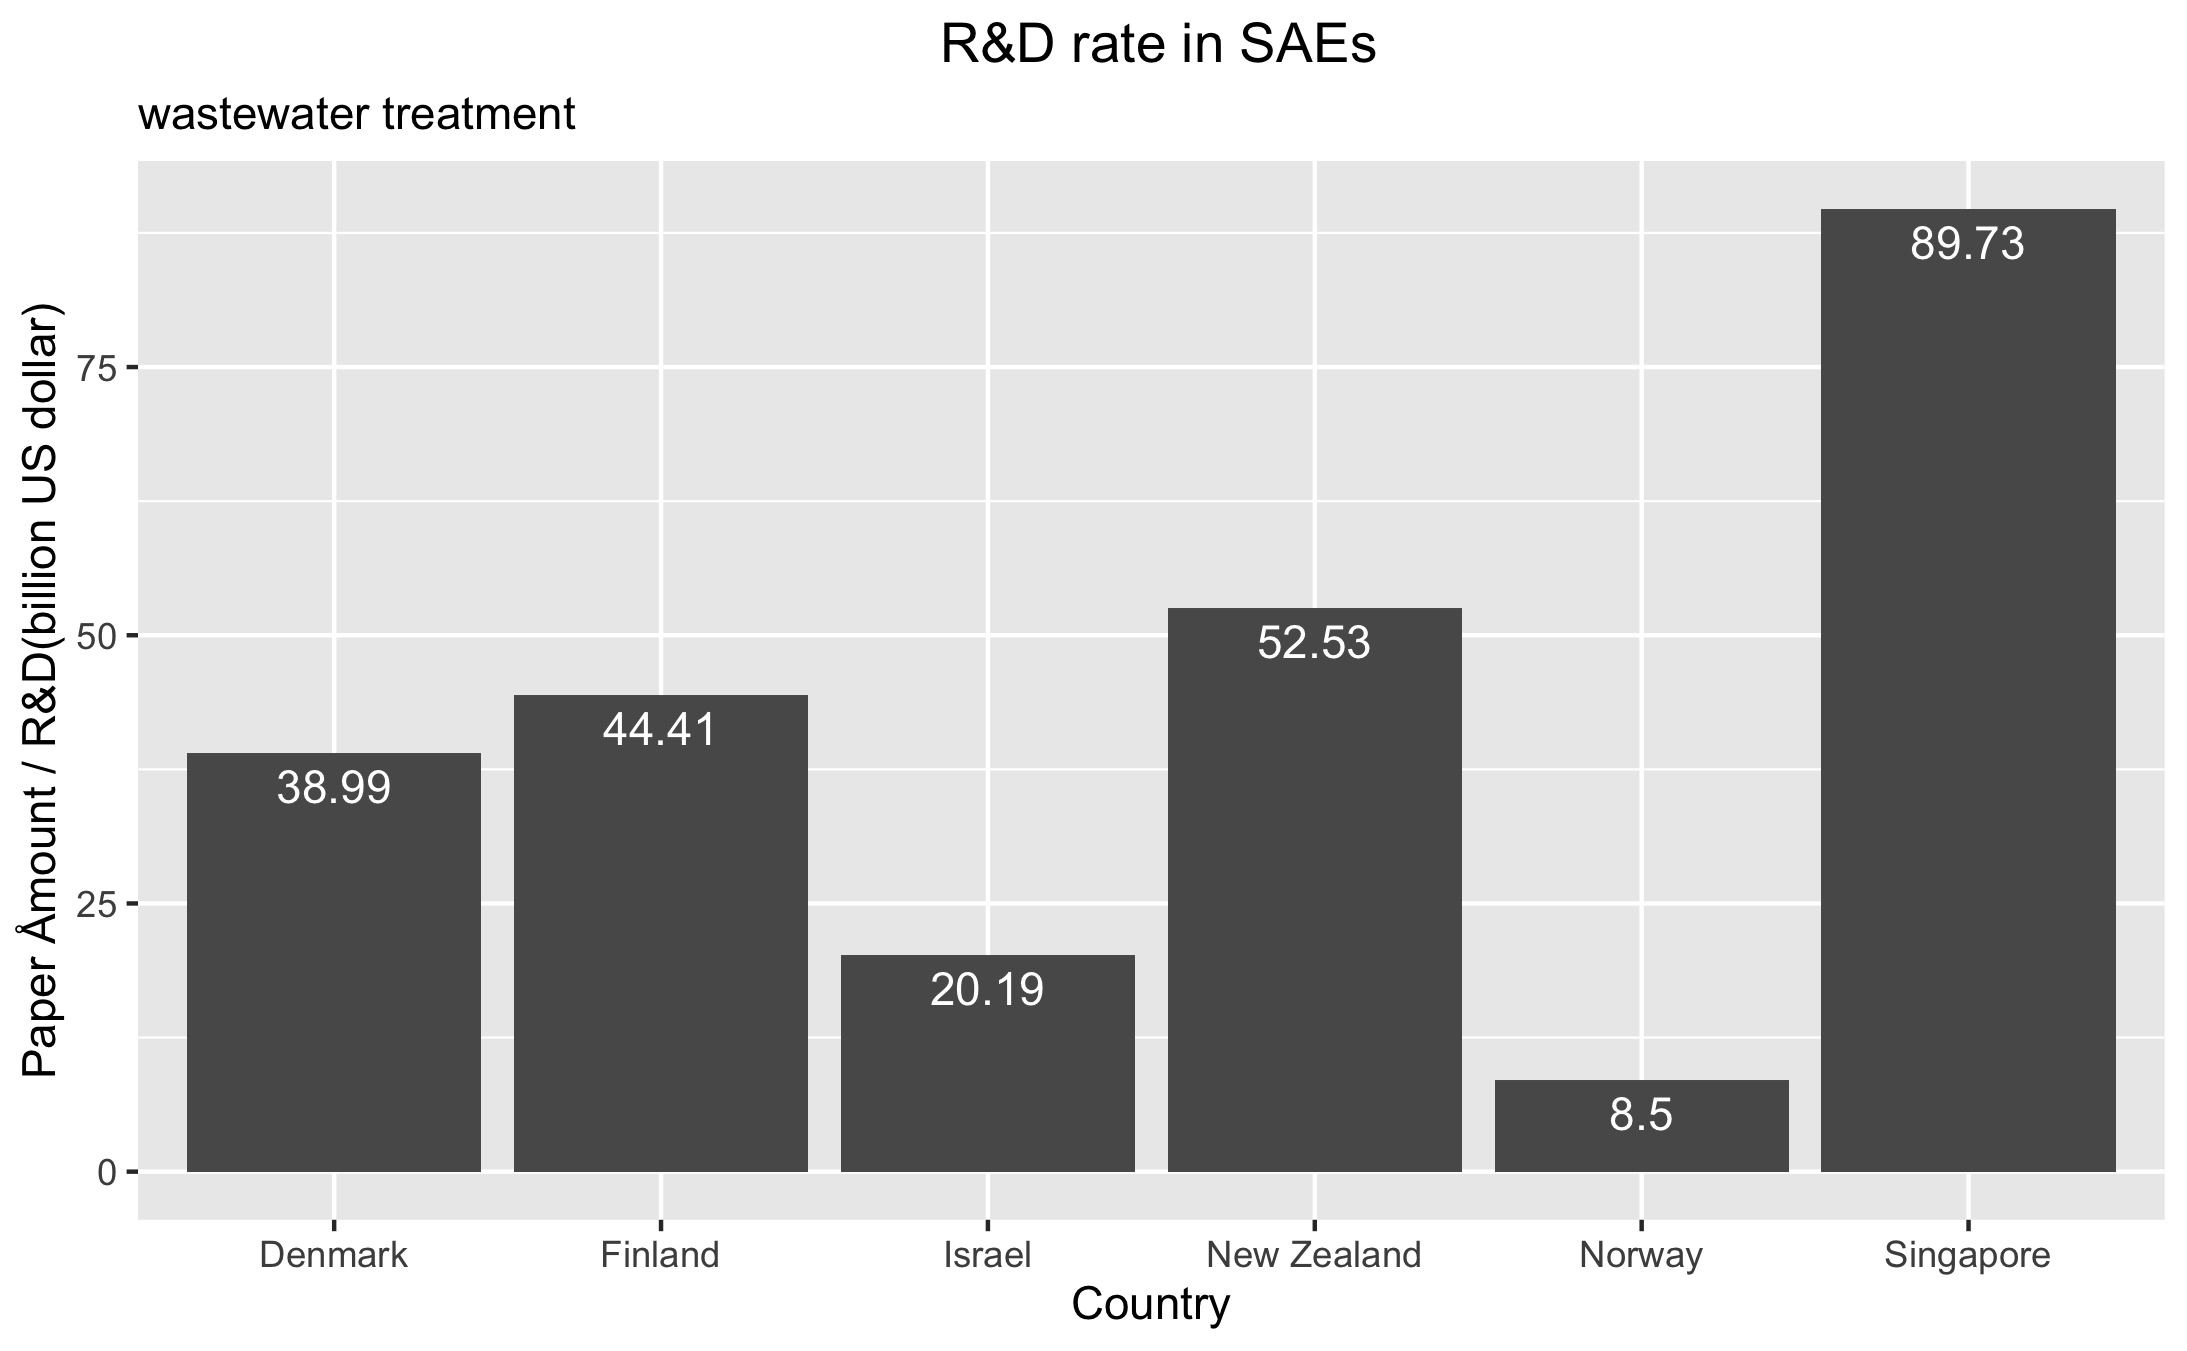 R&D rate in SAEs
wastewater treatment
Paper Åmount / R&D(billion US dollar)
75
50
25
0
38.99
44.41
20.19
52.53
8.5
89.73
Denmark
Finland
Israel
New Zealand
Norway
Singapore
Country